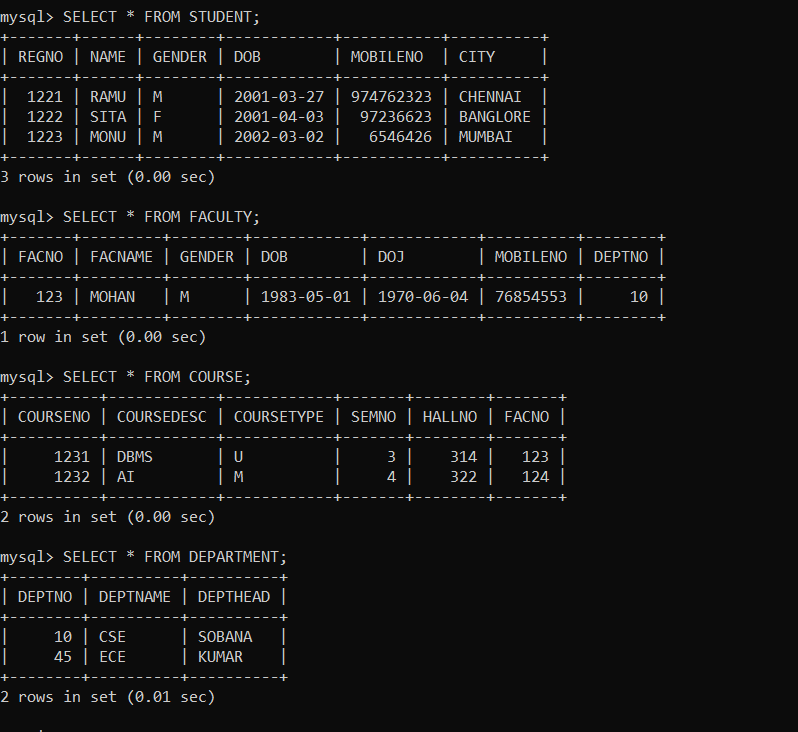 mysql> SELECT * FROM STUDENT;
+-------+------+--------+------------+-----------+----------+
| REGNO | NAME | GENDER | DOB        | MOBILENO  | CITY     |
+-------+------+--------+------------+-----------+----------+
|  1221 | RAMU | M      | 2001-03-27 | 974762323 | CHENNAI  |
|  1222 | SITA | F      | 2001-04-03 |  97236623 | BANGLORE |
|  1223 | MONU | M      | 2002-03-02 |   6546426 | MUMBAI   |
+-------+------+--------+------------+-----------+----------+
3 rows in set (0.00 sec)
mysql> SELECT * FROM FACULTY;
+-------+---------+--------+------------+------------+----------+--------+
| FACNO | FACNAME | GENDER | DOB        | DOJ        | MOBILENO | DEPTNO |
+-------+---------+--------+------------+------------+----------+--------+
|   123 | MOHAN   | M      | 1983-05-01 | 1970-06-04 | 76854553 |     10 |
+-------+---------+--------+------------+------------+----------+--------+
1 row in set (0.00 sec)
mysql> SELECT * FROM COURSE;
+----------+------------+------------+-------+--------+-------+
| COURSENO | COURSEDESC | COURSETYPE | SEMNO | HALLNO | FACNO |
+----------+------------+------------+-------+--------+-------+
|     1231 | DBMS       | U          |     3 |    314 |   123 |
|     1232 | AI         | M          |     4 |    322 |   124 |
+----------+------------+------------+-------+--------+-------+
2 rows in set (0.00 sec)
mysql> SELECT * FROM DEPARTMENT;
+--------+----------+----------+
| DEPTNO | DEPTNAME | DEPTHEAD |
+--------+----------+----------+
|     10 | CSE      | SOBANA   |
|     45 | ECE      | KUMAR    |
+--------+----------+----------+
2 rows in set (0.01 sec)